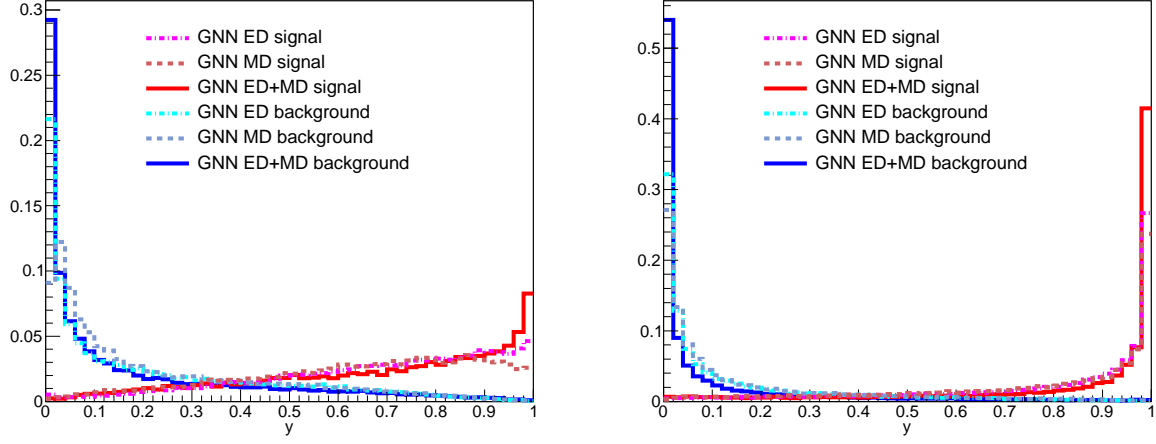 0.3
0.25
0.2
0.15
0.1
0.05
0
GNN ED signal
GNN MD signal
GNN ED+MD signal
GNN ED background
GNN MD background
GNN ED+MD background
0 0.1 0.2 0.3 0.4 0.5 0.6 0.7 0.8 0.9 1
y
0.5
0.4
0.3
0.2
0.1
0
GNN ED signal
GNN MD signal
GNN ED+MD signal
GNN ED background
GNN MD background
GNN ED+MD background
0 0.1 0.2 0.3 0.4 0.5 0.6 0.7 0.8 0.9 1
y